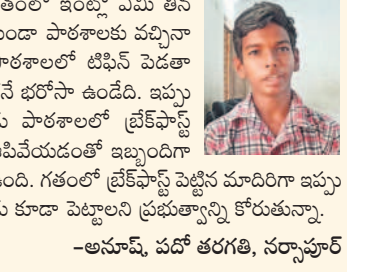 తంలో ఇంట్లో ఏమీ తిన
ుండా పాఠశాలకు వచ్చినా
ాఠశాలలో టిఫిన్ పెడతా
నే భరోసా ఉండేది. ఇప్పు
ు పాఠశాలలో బ్రేక్‌ఫాస్ట్
ిపివేయడంతో ఇబ్బందిగా
ఉంది. గతంలో బ్రేక్‌ఫాస్ట్ పెట్టిన మాదిరిగా ఇప్పు
ు కూడా పెట్టాలని ప్రభుత్వాన్ని కోరుతున్నా.
–అనూష్, పదో తరగతి, నర్సాపూర్